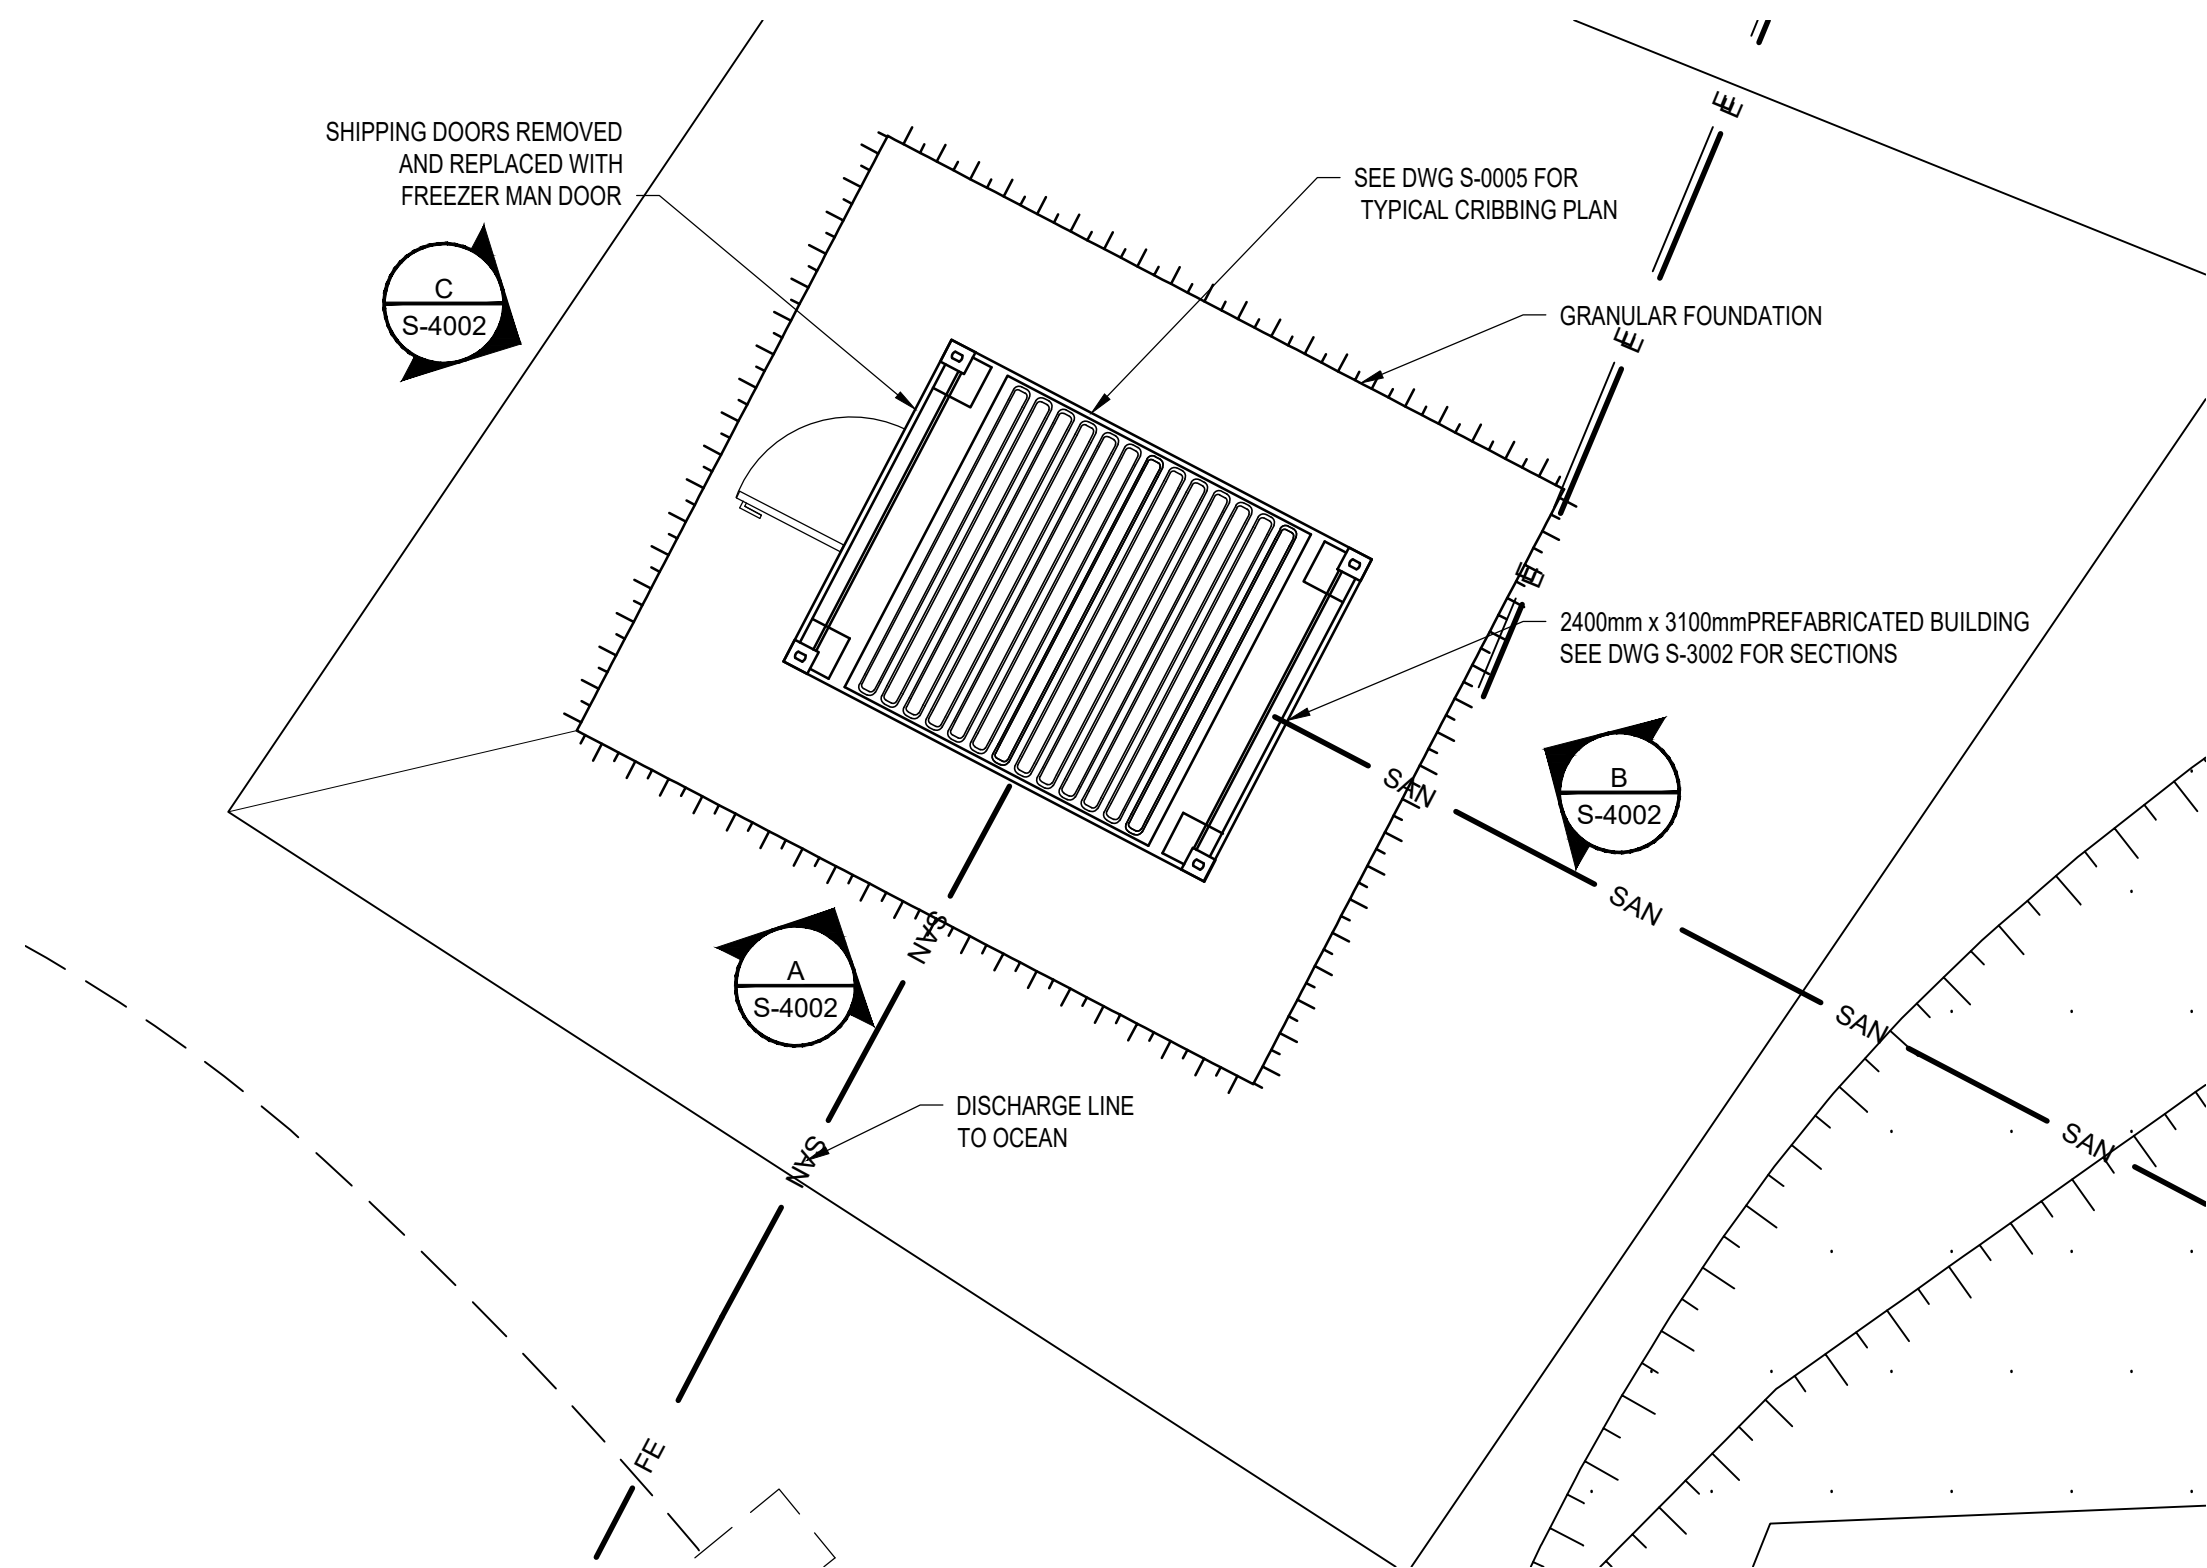 SHIPPING DOORS REMOVED
AND REPLACED WITH
FREEZER MAN DOOR
C
S-4002
SEE DWG S-0005 FOR
TYPICAL CRIBBING PLAN
E
GRANULAR FOUNDATION
E
E
2400mm x 3100mmPREFABRICATED BUILDING
SEE DWG S-3002 FOR SECTIONS
B
S-4002
SAN
SAN
SAN
SAN
SAN
A
S-4002
DISCHARGE LINE
TO OCEAN
SAN
FE